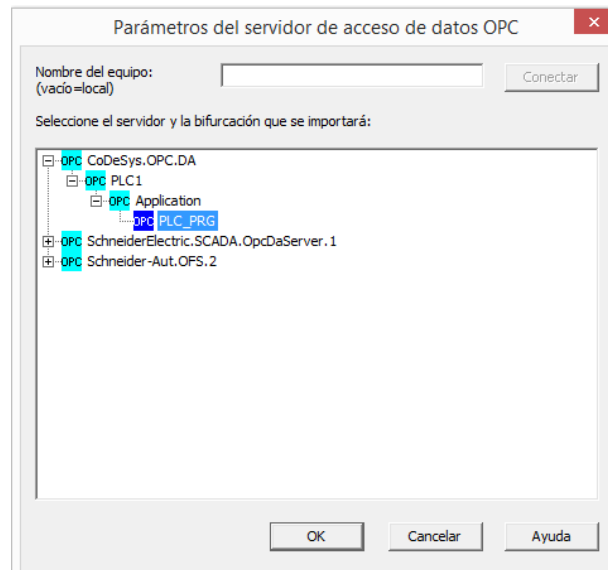 Parámetros del servidor de acceso de datos OPC
×
Nombre del equipo:
(vacío=local)
Conectar
Seleccione el servidor y la bifurcación que se importará:
OPC CoDeSys.OPC.DA
OPC PLC1
OPC Application
OPC PLC_PRG
OPC SchneiderElectric.SCADA.OpcDaServer.1
OPC Schneider-Aut.OFS.2
OK Cancelar Ayuda